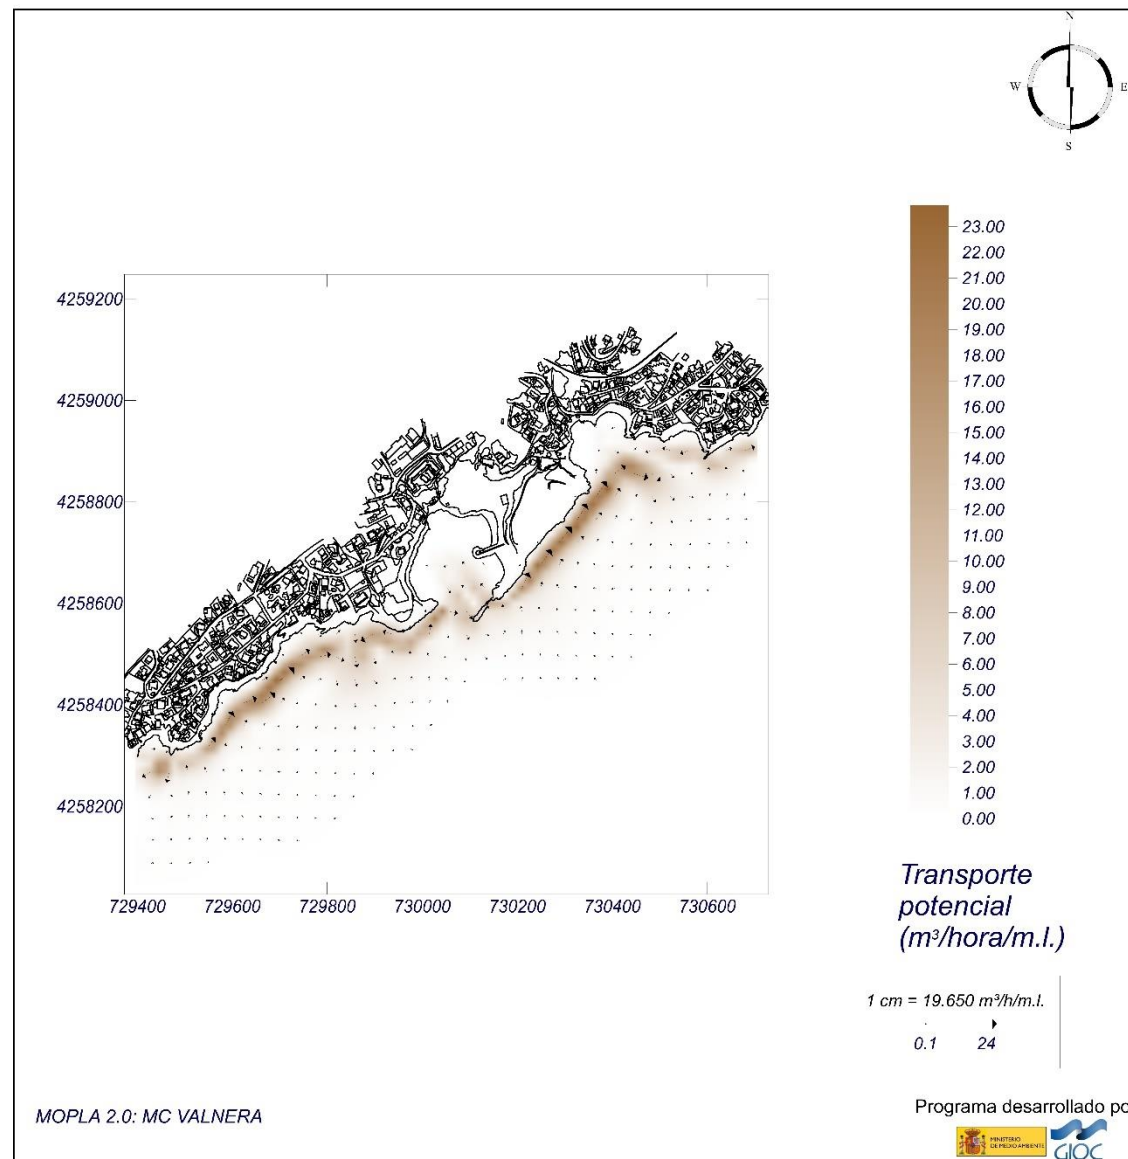 N
W
E
S
23.00
22.00
21.00
20.00
19.00
18.00
17.00
16.00
15.00
14.00
13.00
12.00
11.00
10.00
9.00
8.00
7.00
6.00
5.00
4.00
3.00
2.00
1.00
0.00
4259200
4259000
4258800
4258600
4258400
4258200
729400 729600 729800 730000 730200 730400 730600
Transporte
potencial
(m³/hora/m.l.)
1 cm = 19.650 m³/h/m.l.
0.1 24
MOPLA 2.0: MC VALNERA
Programa desarrollado po
MINISTERIO
DE MEDIO AMBIENTE
GIOC